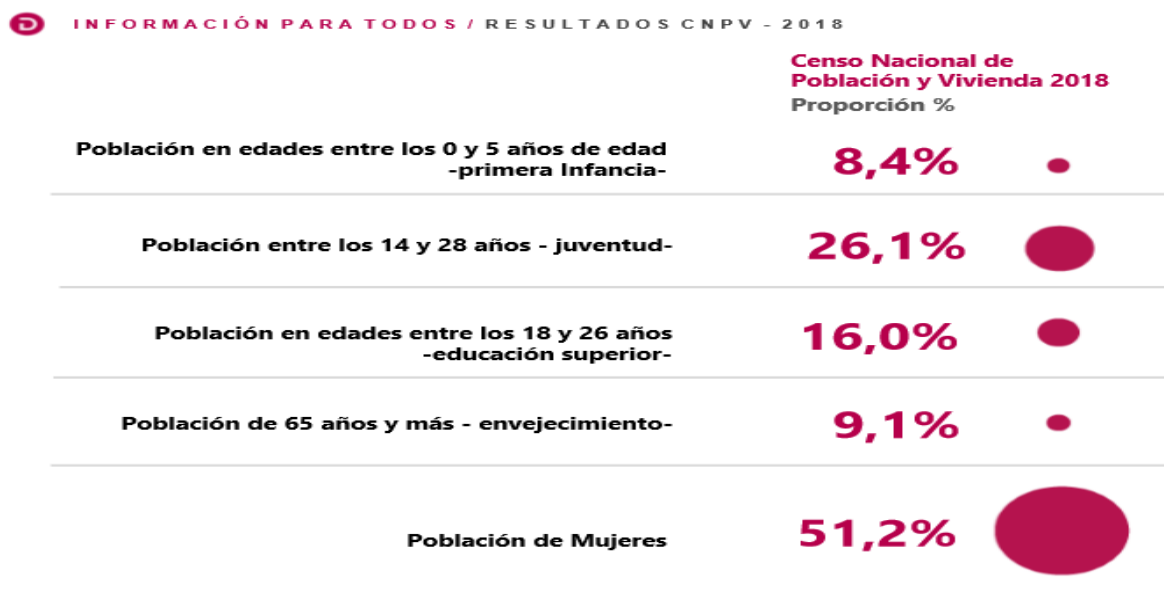 INFORMACIÓN PARA TODOS / RESULTADOS CNPV - 2018
Censo Nacional de
Población y Vivienda 2018
Proporción %
Población en edades entre los 0 y 5 años de edad
-primera Infancia-
8,4%
Población entre los 14 y 28 años - juventud-
26,1%
Población en edades entre los 18 y 26 años
-educación superior-
16,0%
Población de 65 años y más - envejecimiento-
9,1%
Población de Mujeres
51,2%